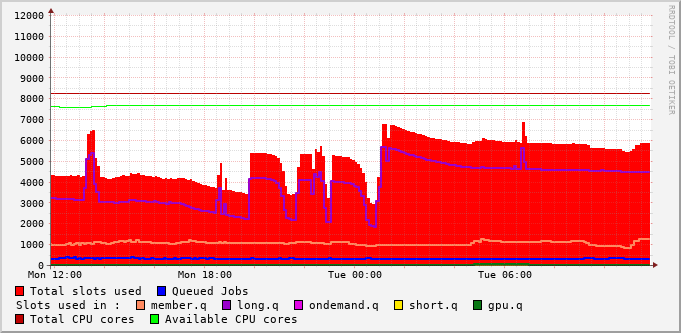 12000
11000
10000
9000
8000
7000
6000
5000
4000
3000
2000
1000
0
Mon 12:00 Mon 18:00 Tue 00:00 Tue 06:00
RRDTOOL / TOBI OETIKER
Total slots used Queued Jobs
Slots used in : member.q long.q ondemand.q short.q gpu.q
Total CPU cores Available CPU cores